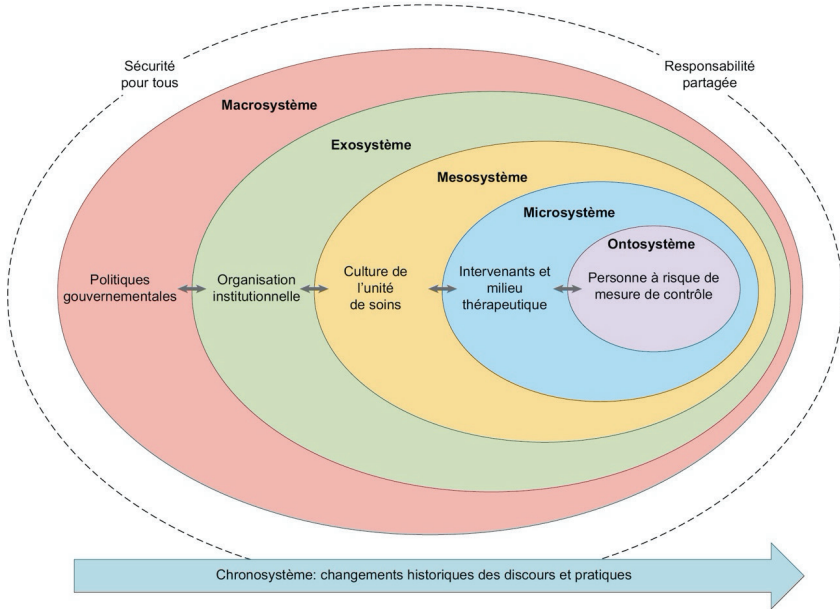 Sécurité
pour tous
Responsabilité
partagée
Macrosystème
Exosystème
Mesosystème
Microsystème
Ontosystème
Politiques
gouvernementales
Organisation
institutionnelle
Culture de
l'unité
de soins
Intervenants et
milieu
thérapeutique
Personne à risque de
mesure de contrôle
Chronosystème: changements historiques des discours et pratiques